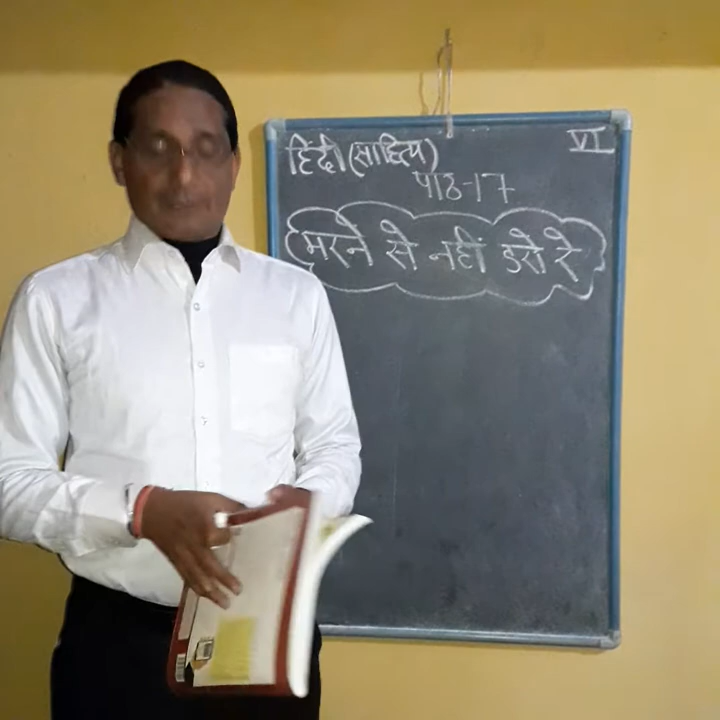 हिंदी (साहित्य)
VI
पाठ-17
मरने से नहीं डरो रे